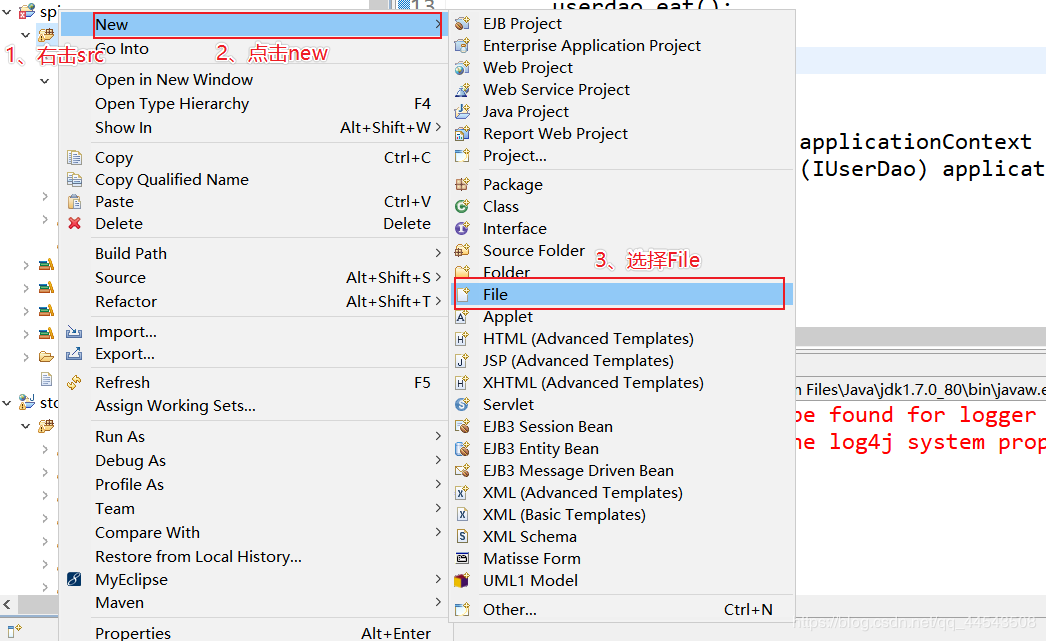 spi
userdao.eat();
13
1、右击src
2、点击new
New
Go Into
Open in New Window
Open Type Hierarchy F4
Show In Alt+Shift+W
Copy Ctrl+C
Copy Qualified Name
Paste Ctrl+V
Delete Delete
Build Path
Source Alt+Shift+S
Refactor Alt+Shift+T
Import...
Export...
Refresh F5
Assign Working Sets...
Run As
Debug As
Profile As
Team
Compare With
Restore from Local History...
MyEclipse
Maven
Properties Alt+Enter
EJB Project
Enterprise Application Project
Web Project
Web Service Project
Java Project
Report Web Project
Project...
Package
Class
Interface
Source Folder
3、选择File
Folder
File
Applet
HTML (Advanced Templates)
JSP (Advanced Templates)
XHTML (Advanced Templates)
Servlet
EJB3 Session Bean
EJB3 Entity Bean
EJB3 Message Driven Bean
XML (Advanced Templates)
XML (Basic Templates)
XML Schema
Matisse Form
UML1 Model
Other... Ctrl+N
applicationContext
(IUserDao) applicat
n Files\Java\jdk1.7.0_80\bin\javaw.e
be found for logger
he log4j system prop
sto
https://blog.csdn.net/qq_44543508